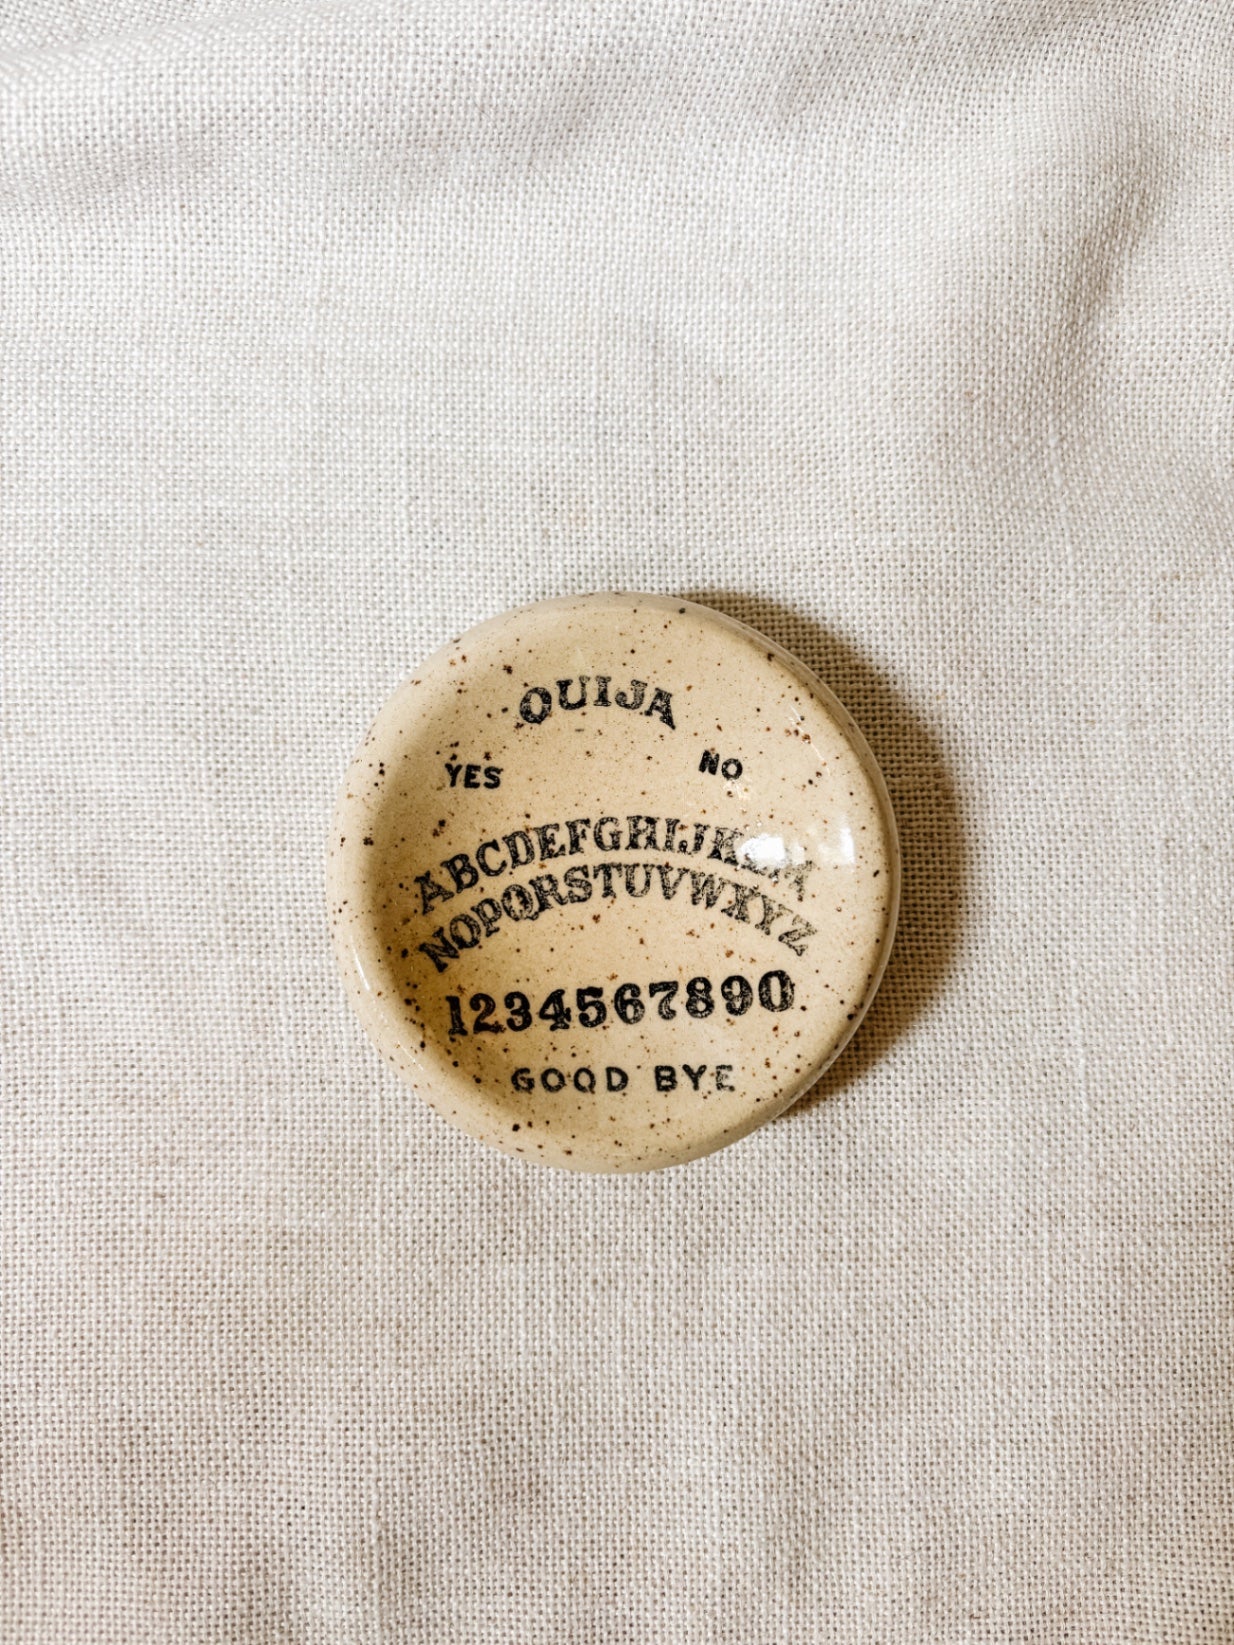 OUIJA
YES NO
ABCDEFGHIJKLM
NOPQRSTUVWXYZ
1234567890
GOOD BYE